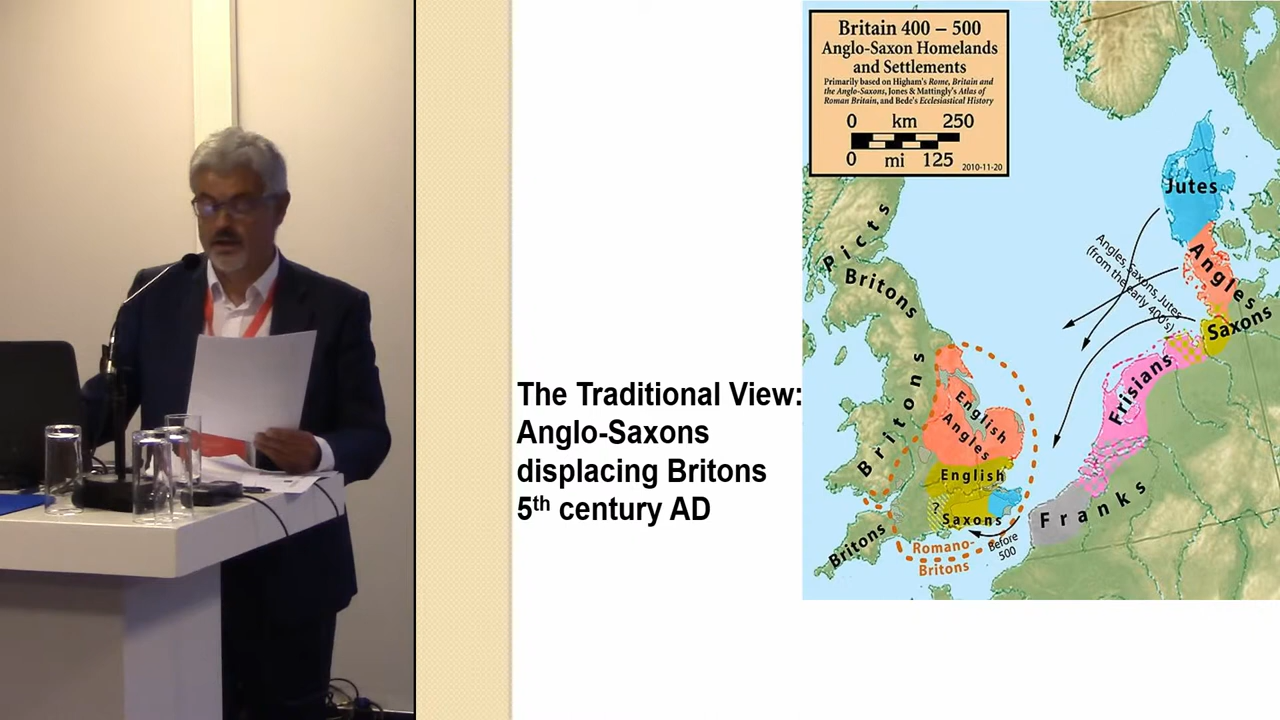 The Traditional View:
Anglo-Saxons
displacing Britons
5th century AD
Britain 400 – 500
Anglo-Saxon Homelands
and Settlements
Primarily based on Higham's Rome, Britain and
the Anglo-Saxons, Jones & Mattingly's Atlas of
Roman Britain, and Bede's Ecclesiastical History
0 km 250
0 mi 125
2010-11-20
Picts
Britons
Britons
Britons
Jutes
Angles
Saxons
Angles, Saxons, Jutes
(from the early 400's)
Frisians
Franks
English
Angles
English
?
Saxons
Before
500
Romano-
Britons